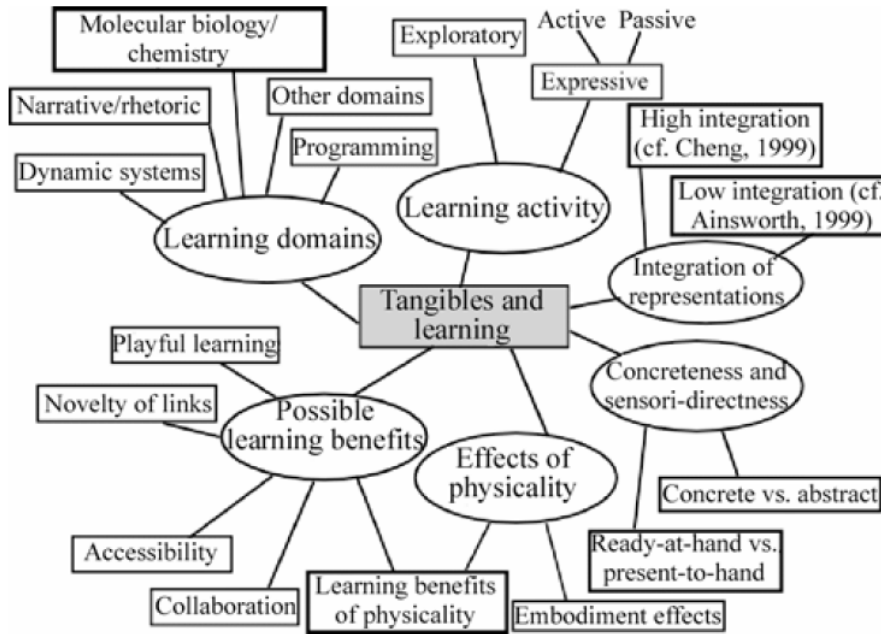 Molecular biology/
chemistry
Exploratory
Active
Passive
Expressive
Narrative/rhetoric
Other domains
High integration
(cf. Cheng, 1999)
Dynamic systems
Programming
Low integration (cf.
Ainsworth, 1999)
Learning domains
Learning activity
Integration of
representations
Tangibles and
learning
Playful learning
Concreteness and
sensori-directness
Novelty of links
Possible
learning benefits
Effects of
physicality
Concrete vs. abstract
Accessibility
Ready-at-hand vs.
present-to-hand
Collaboration
Learning benefits
of physicality
Embodiment effects